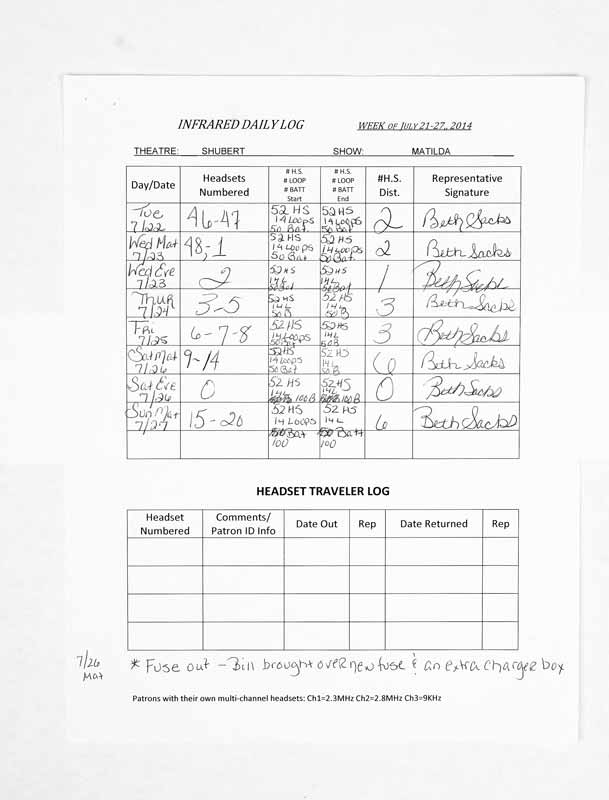 INFRARED DAILY LOG WEEK OF JULY 21-27, 2014
THEATRE: SHUBERT SHOW: MATILDA
Day/Date Headsets Numbered # H.S. # LOOP # BATT Start # H.S. # LOOP # BATT End #H.S. Dist. Representative Signature
Tue 7/22 46-47 52 HS 14 Loops 50 Bat. 52 HS 14 Loops 50 Bat. 2 Beth Sacks
Wed Mat 7/23 48,1 52 HS 14 Loops 50 Bat 52 HS 14 Loops 50 Bat 2 Beth Sacks
Wed Eve 7/23 2 52 HS 14L 50 Bat 52 HS 14L 50 Bat 1 Beth Sacks
Thur 7/24 3-5 52 HS 14L 50B 52 HS 14L 50B 3 Beth Sacks
Fri 7/25 6-7-8 52 HS 14 Loops 50 Bat 52 HS 14L 50B 3 Beth Sacks
Sat Mat 7/26 9-14 52 HS 14 Loops 50 Bat 52 HS 14L 50B 6 Beth Sacks
Sat Eve 7/26 0 52 HS 14L 100B 52 HS 14L 100B 0 Beth Sacks
Sun Mat 7/27 15-20 52 HS 14 Loops 50 Bat 100 52 HS 14L 50 Bat 100 6 Beth Sacks
HEADSET TRAVELER LOG
Headset Numbered Comments/ Patron ID Info Date Out Rep Date Returned Rep
7/26 Mat * Fuse out - Bill brought over new fuse & an extra charger box
Patrons with their own multi-channel headsets: Ch1=2.3MHz Ch2=2.8MHz Ch3=9KHz